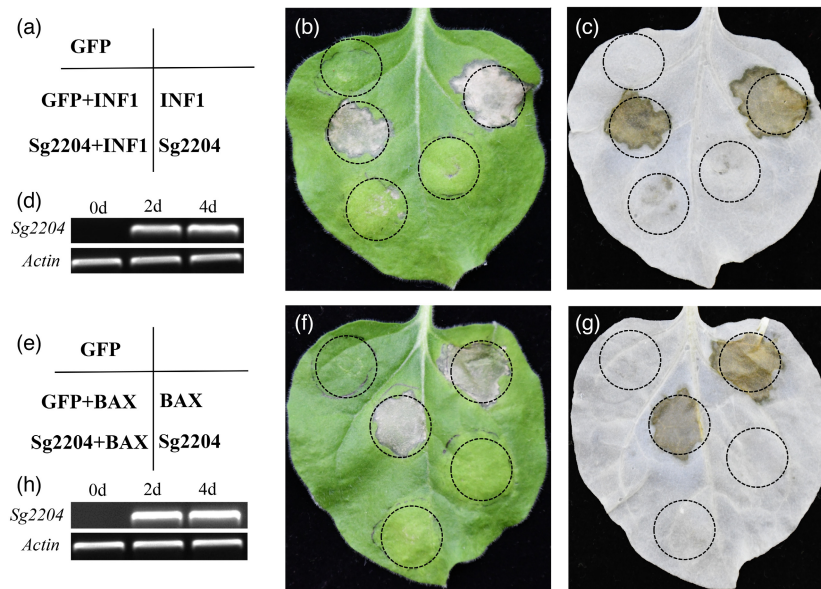 (a)
GFP
GFP+INF1 INF1
Sg2204+INF1 Sg2204
(b)
(c)
(d)
0d 2d 4d
Sg2204
Actin
(e)
GFP
GFP+BAX BAX
Sg2204+BAX Sg2204
(f)
(g)
(h)
0d 2d 4d
Sg2204
Actin